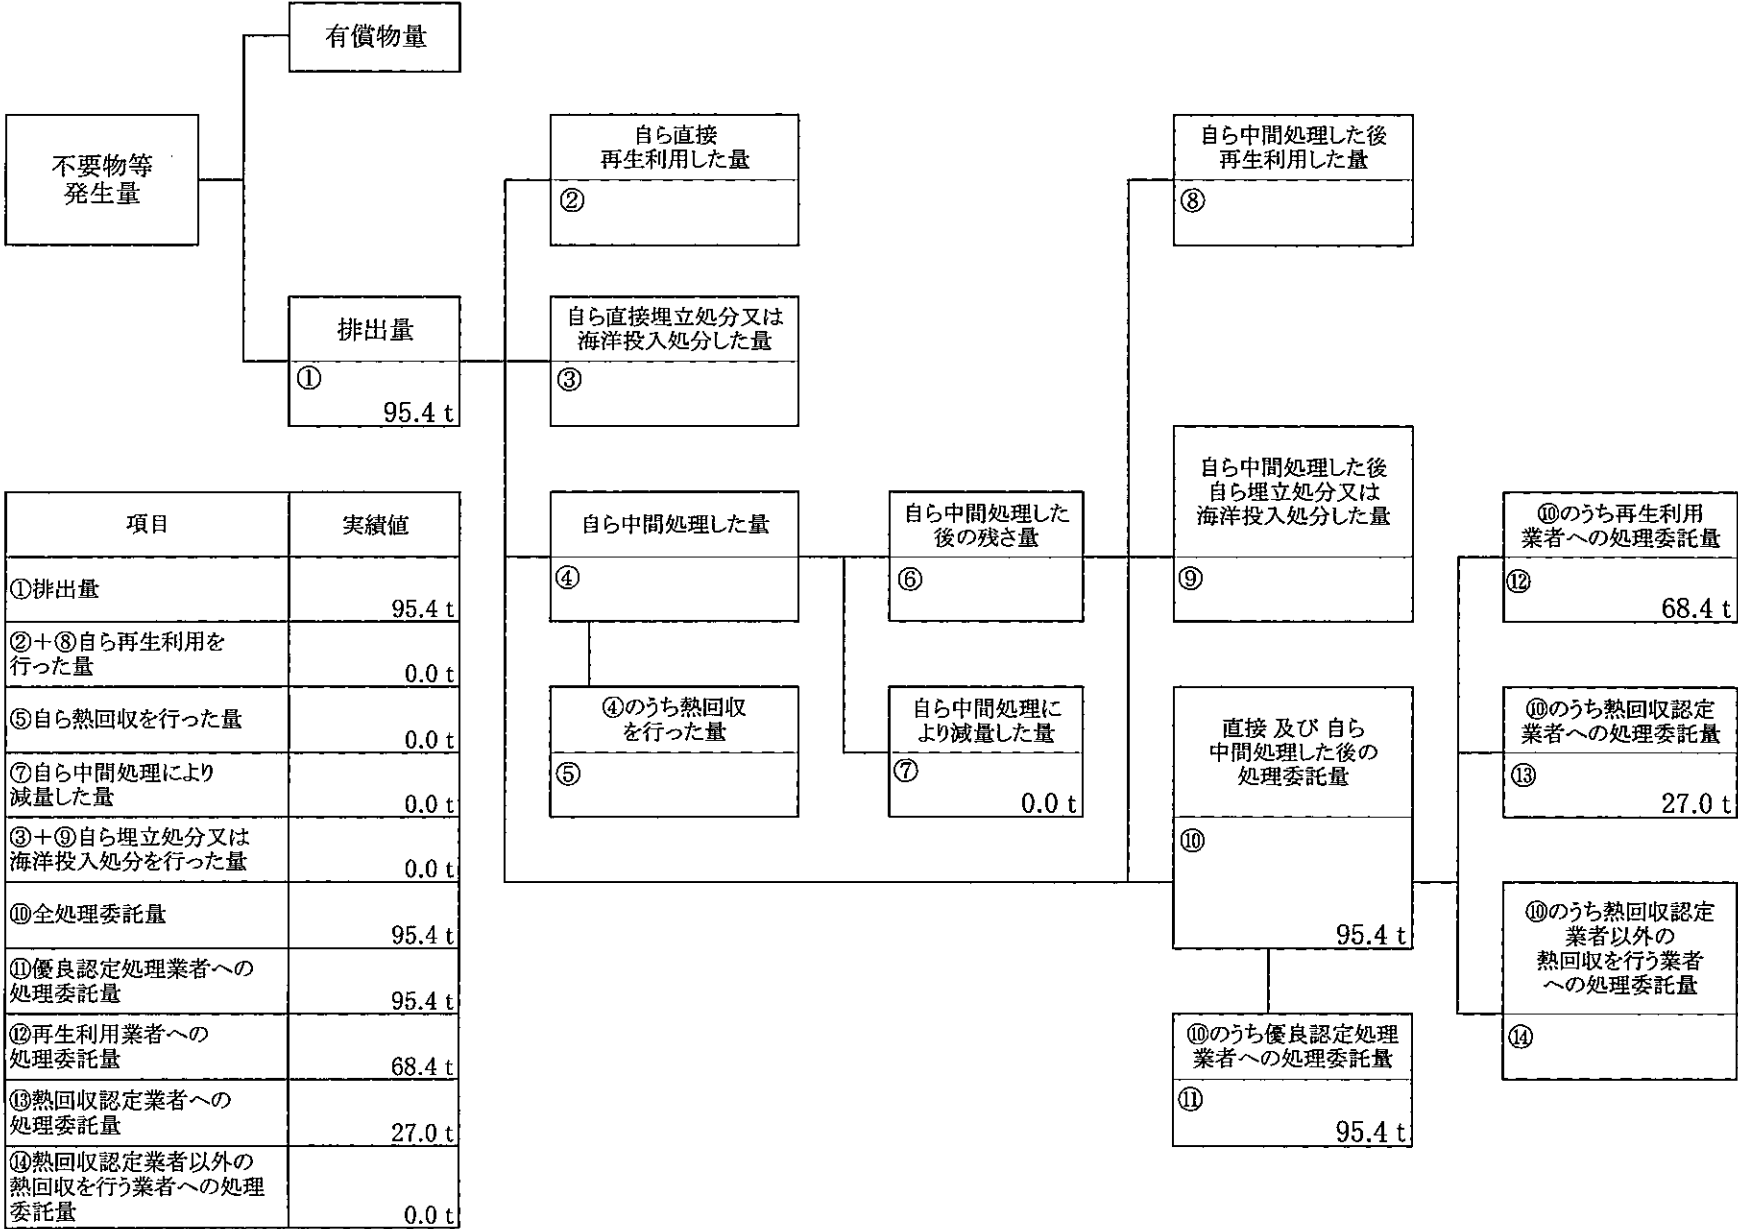 有償物量
不要物等
発生量
自ら直接
再生利用した量
②
自ら中間処理した後
再生利用した量
⑧
排出量
①
95.4 t
自ら直接埋立処分又は
海洋投入処分した量
③
自ら中間処理した量
④
自ら中間処理した
後の残さ量
⑥
自ら中間処理した後
自ら埋立処分又は
海洋投入処分した量
⑨
⑩のうち再生利用
業者への処理委託量
⑫
68.4 t
④のうち熱回収
を行った量
⑤
自ら中間処理に
より減量した量
⑦
0.0 t
直接 及び 自ら
中間処理した後の
処理委託量
⑩
95.4 t
⑩のうち熱回収認定
業者への処理委託量
⑬
27.0 t
⑩のうち熱回収認定
業者以外の
熱回収を行う業者
への処理委託量
⑭
⑩のうち優良認定処理
業者への処理委託量
⑪
95.4 t
項目 実績値
①排出量
95.4 t
②+⑧自ら再生利用を
行った量
0.0 t
⑤自ら熱回収を行った量
0.0 t
⑦自ら中間処理により
減量した量
0.0 t
③+⑨自ら埋立処分又は
海洋投入処分を行った量
0.0 t
⑩全処理委託量
95.4 t
⑪優良認定処理業者への
処理委託量
95.4 t
⑫再生利用業者への
処理委託量
68.4 t
⑬熱回収認定業者への
処理委託量
27.0 t
⑭熱回収認定業者以外の
熱回収を行う業者への処理
委託量
0.0 t